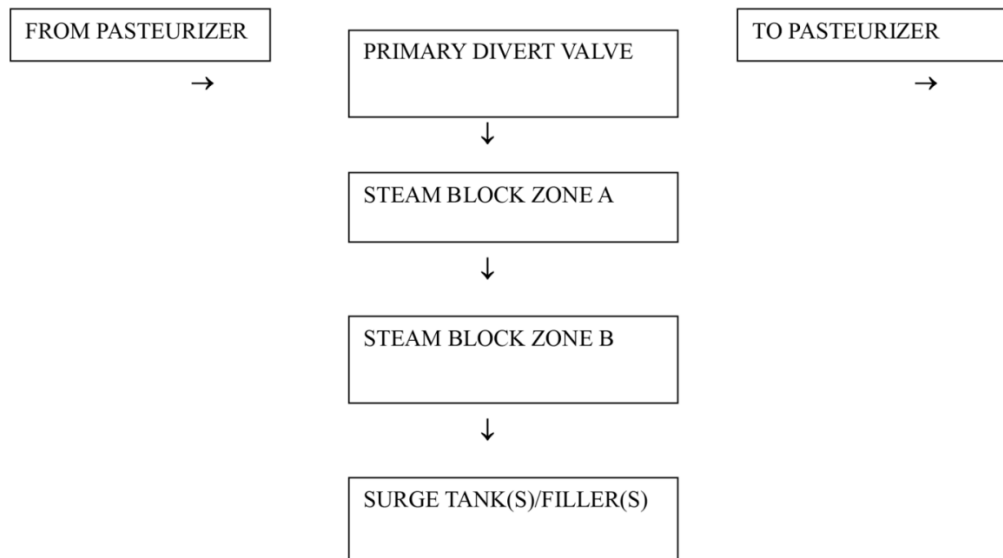 FROM PASTEURIZER
PRIMARY DIVERT VALVE
TO PASTEURIZER
→
→
↓
STEAM BLOCK ZONE A
↓
STEAM BLOCK ZONE B
↓
SURGE TANK(S)/FILLER(S)